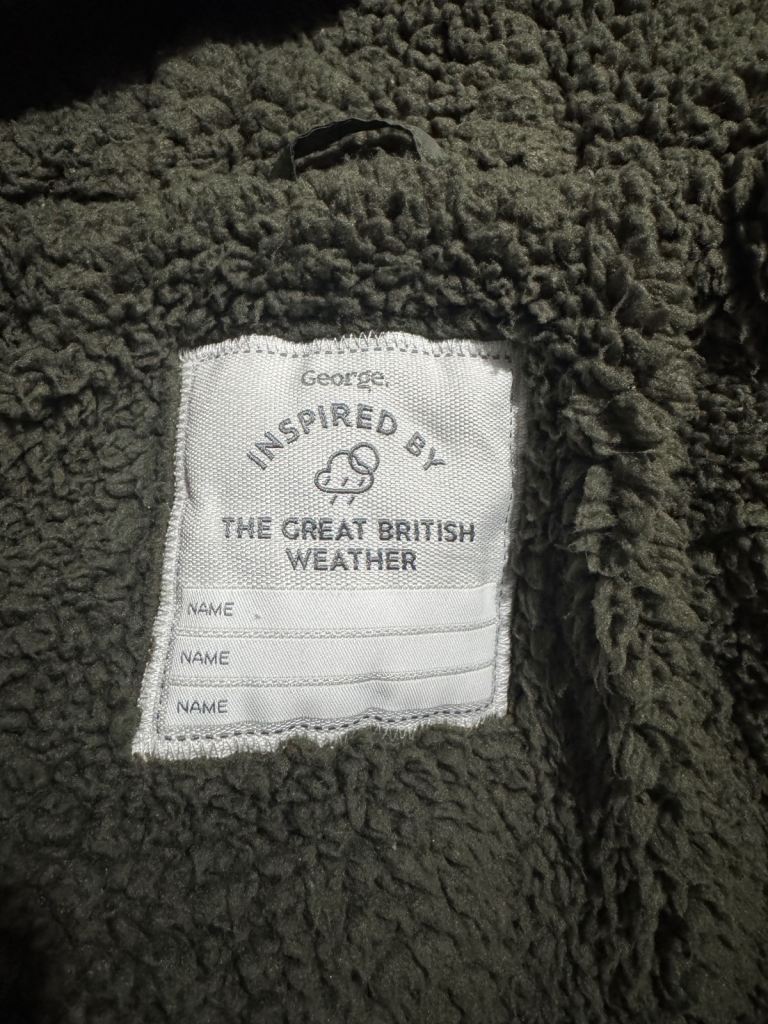 George.
INSPIRED BY
THE GREAT BRITISH
WEATHER
NAME
NAME
NAME